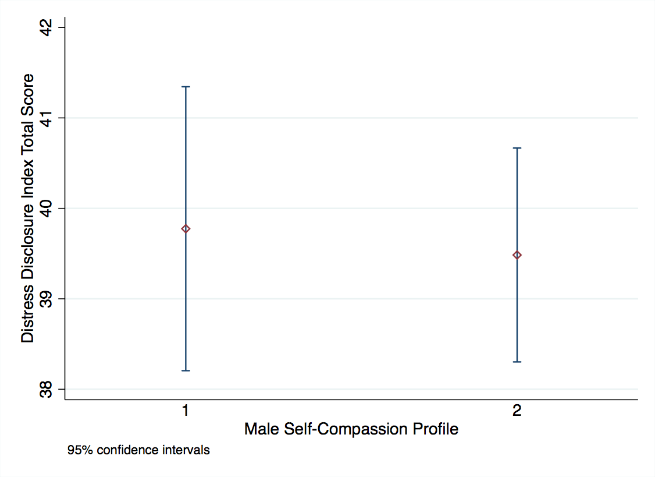 Distress Disclosure Index Total Score
42
41
40
39
38
1 2
Male Self-Compassion Profile
95% confidence intervals